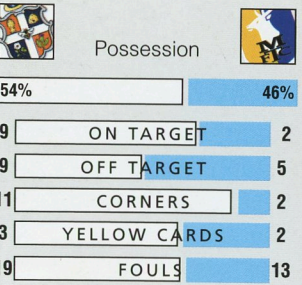 Possession
54% 46%
9 ON TARGET 2
9 OFF TARGET 5
11 CORNERS 2
3 YELLOW CARDS 2
19 FOULS 13